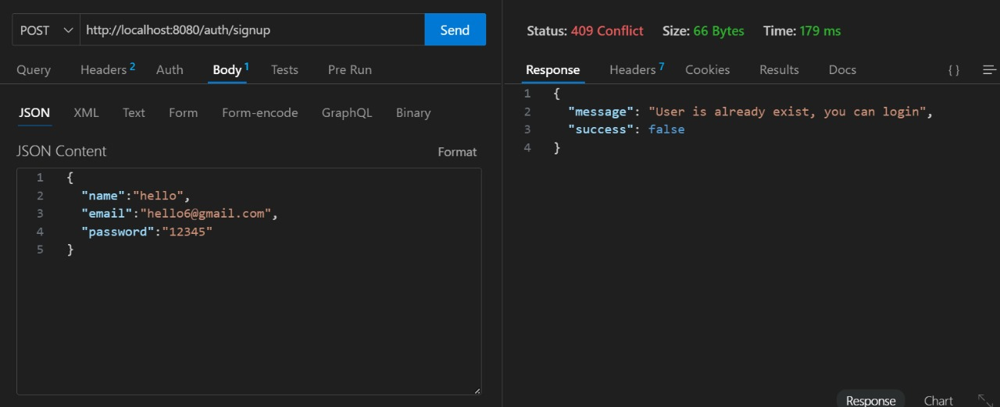 POST http://localhost:8080/auth/signup Send
Query Headers 2 Auth Body 1 Tests Pre Run
JSON XML Text Form Form-encode GraphQL Binary
JSON Content Format
1 {
2 "name":"hello",
3 "email":"hello6@gmail.com",
4 "password":"12345"
5 }
Status: 409 Conflict Size: 66 Bytes Time: 179 ms
Response Headers 7 Cookies Results Docs { }
1 {
2 "message": "User is already exist, you can login",
3 "success": false
4 }
Response Chart